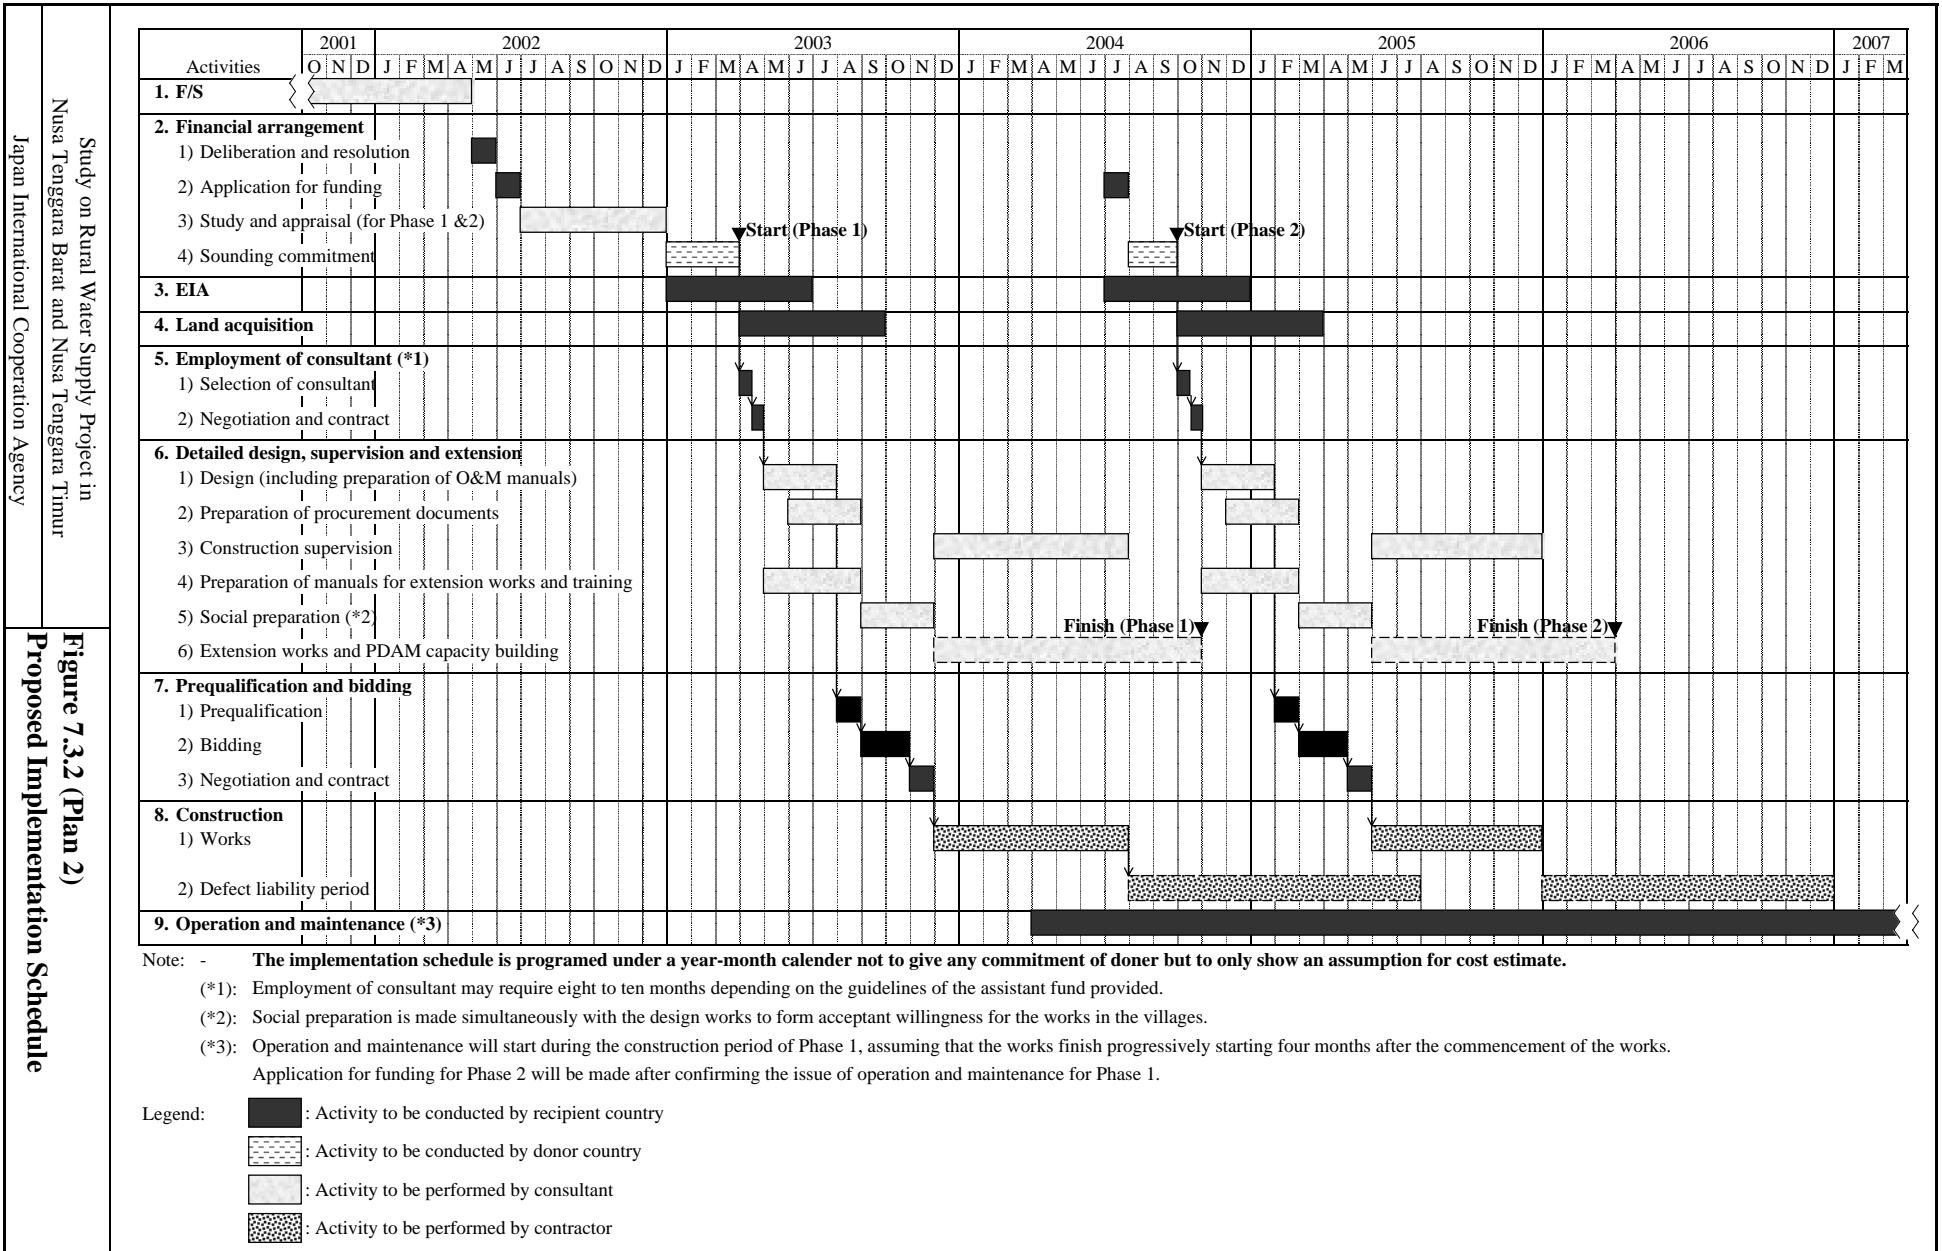 Study on Rural Water Supply Project in
Nusa Tenggara Barat and Nusa Tenggara Timur
Japan International Cooperation Agency
Figure 7.3.2 (Plan 2)
Proposed Implementation Schedule
2001 2002 2003 2004 2005 2006 2007
Activities O N D J F M A M J J A S O N D J F M A M J J A S O N D J F M A M J J A S O N D J F M A M J J A S O N D J F M A M J J A S O N D J F M
1. F/S
2. Financial arrangement
1) Deliberation and resolution
2) Application for funding
3) Study and appraisal (for Phase 1 &2)
Start (Phase 1) Start (Phase 2)
4) Sounding commitment
3. EIA
4. Land acquisition
5. Employment of consultant (*1)
1) Selection of consultant
2) Negotiation and contract
6. Detailed design, supervision and extension
1) Design (including preparation of O&M manuals)
2) Preparation of procurement documents
3) Construction supervision
4) Preparation of manuals for extension works and training
5) Social preparation (*2)
Finish (Phase 1) Finish (Phase 2)
6) Extension works and PDAM capacity building
7. Prequalification and bidding
1) Prequalification
2) Bidding
3) Negotiation and contract
8. Construction
1) Works
2) Defect liability period
9. Operation and maintenance (*3)
Note: - The implementation schedule is programed under a year-month calender not to give any commitment of doner but to only show an assumption for cost estimate.
(*1): Employment of consultant may require eight to ten months depending on the guidelines of the assistant fund provided.
(*2): Social preparation is made simultaneously with the design works to form acceptant willingness for the works in the villages.
(*3): Operation and maintenance will start during the construction period of Phase 1, assuming that the works finish progressively starting four months after the commencement of the works.
Application for funding for Phase 2 will be made after confirming the issue of operation and maintenance for Phase 1.
Legend: : Activity to be conducted by recipient country
: Activity to be conducted by donor country
: Activity to be performed by consultant
: Activity to be performed by contractor